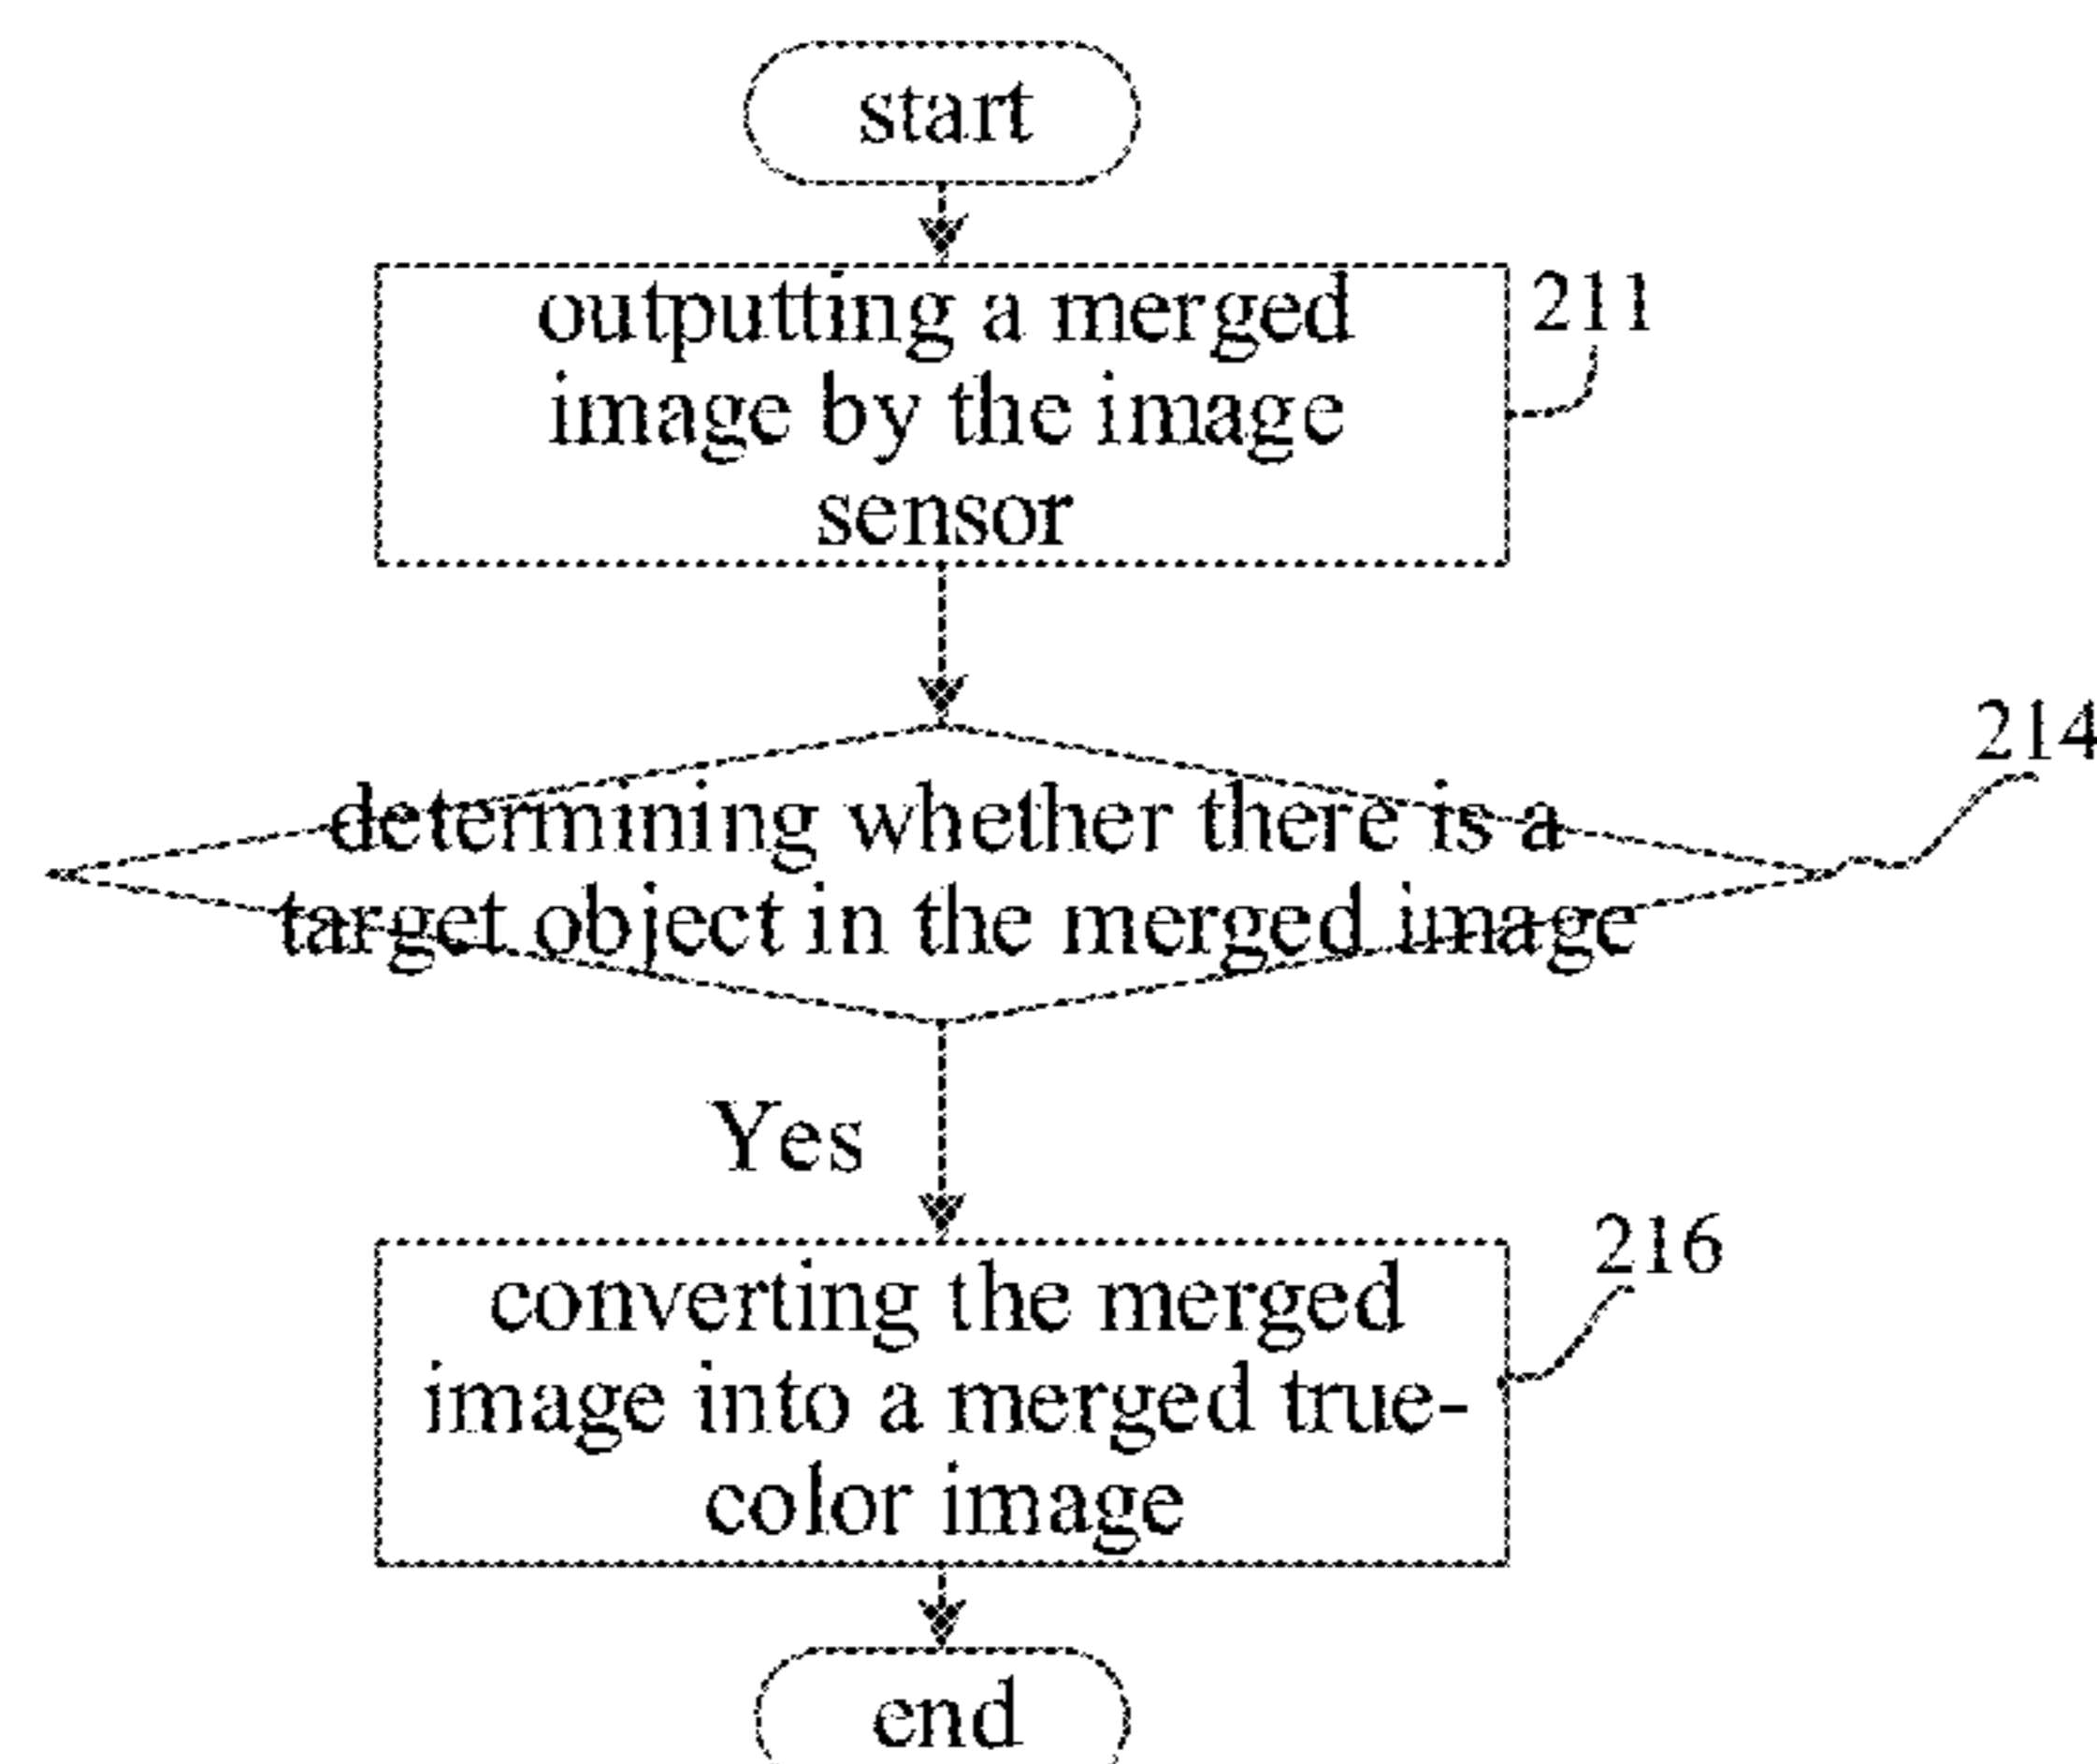 start
outputting a merged
image by the image
sensor
211
214
determining whether there is a
target object in the merged image
Yes
216
converting the merged
image into a merged true-
color image
end